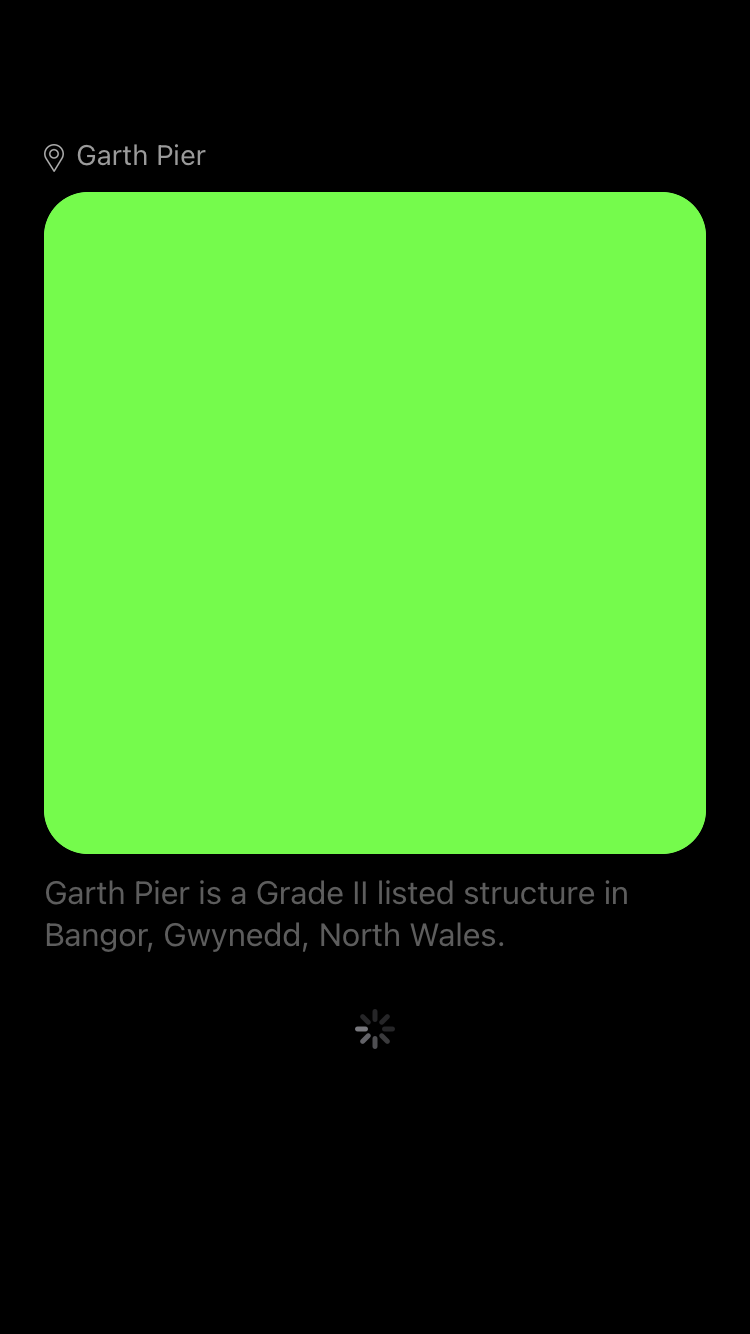 Garth Pier
Garth Pier is a Grade II listed structure in
Bangor, Gwynedd, North Wales.